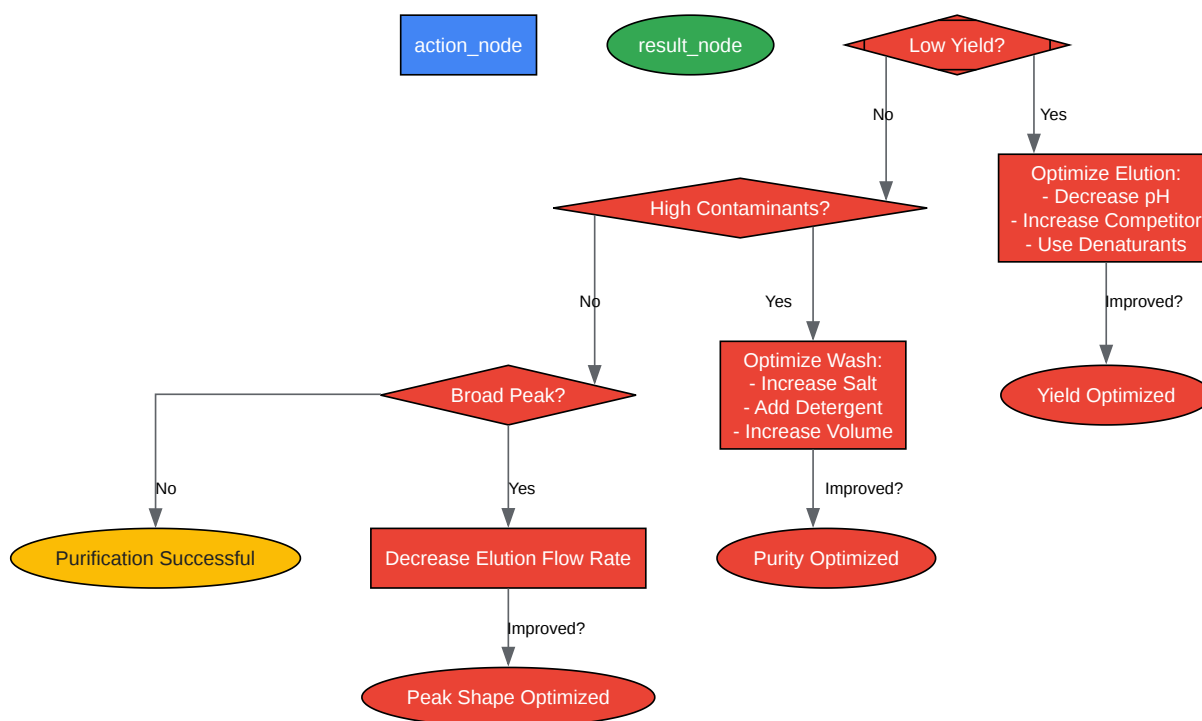 action_node
result_node
Low Yield?
No
Yes
Optimize Elution:
- Decrease pH
- Increase Competitor
- Use Denaturants
High Contaminants?
No
Yes
Improved?
Optimize Wash:
- Increase Salt
- Add Detergent
- Increase Volume
Broad Peak?
Yield Optimized
No
Yes
Improved?
Purification Successful
Decrease Elution Flow Rate
Purity Optimized
Improved?
Peak Shape Optimized